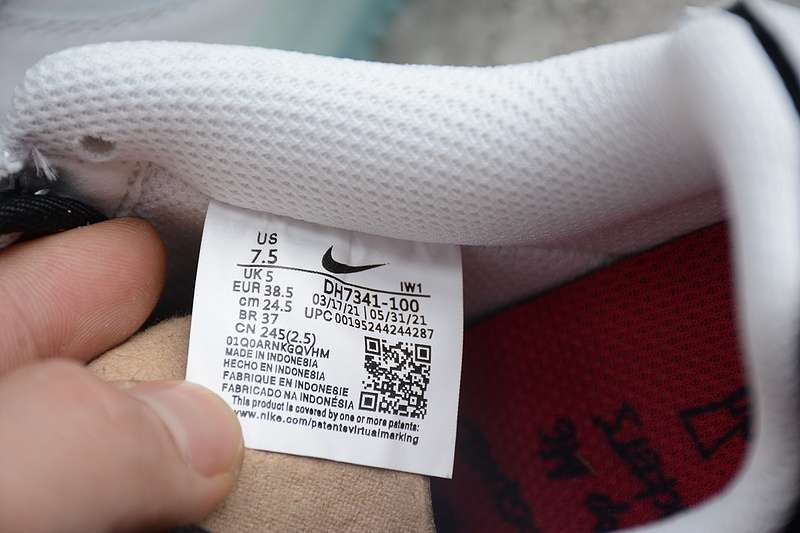 US
7.5
UK 5
EUR 38.5
cm 24.5
BR 37
CN 245(2.5)
01Q0ARNKGQVHM
MADE IN INDONESIA
HECHO EN INDONESIA
FABRIQUE EN INDONESIE
FABRICADO NA INDONÉSIA
This product is covered by one or more patents:
www.nike.com/patentsvirtualmarking
IW1
DH7341-100
03/17/21 | 05/31/21
UPC 00195244244287